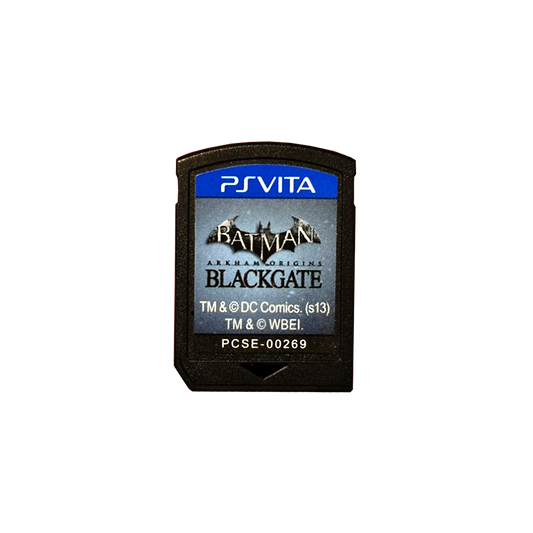 PSVITA
BATMAN
ARKHAM ORIGINS
BLACKGATE
TM & © DC Comics. (s13)
TM & © WBEI.
PCSE-00269